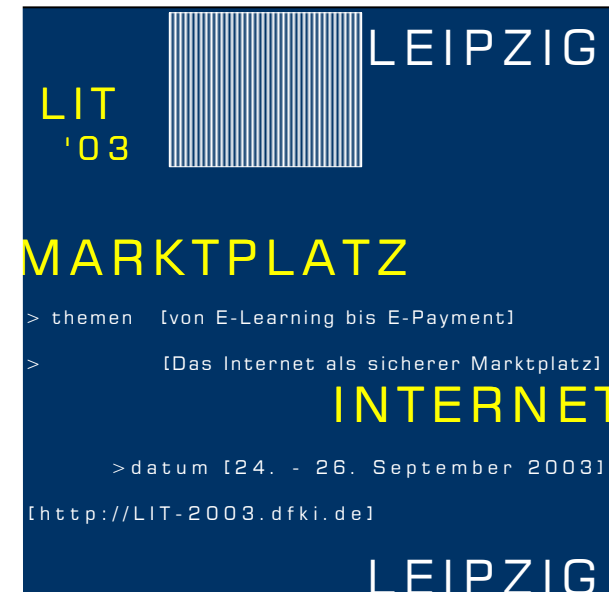 LEIPZIG
LIT
'03
MARKTPLATZ
> themen [von E-Learning bis E-Payment]
> [Das Internet als sicherer Marktplatz]
INTERNET
>datum [24. - 26. September 2003]
[http://LIT-2003.dfki.de]
LEIPZIG